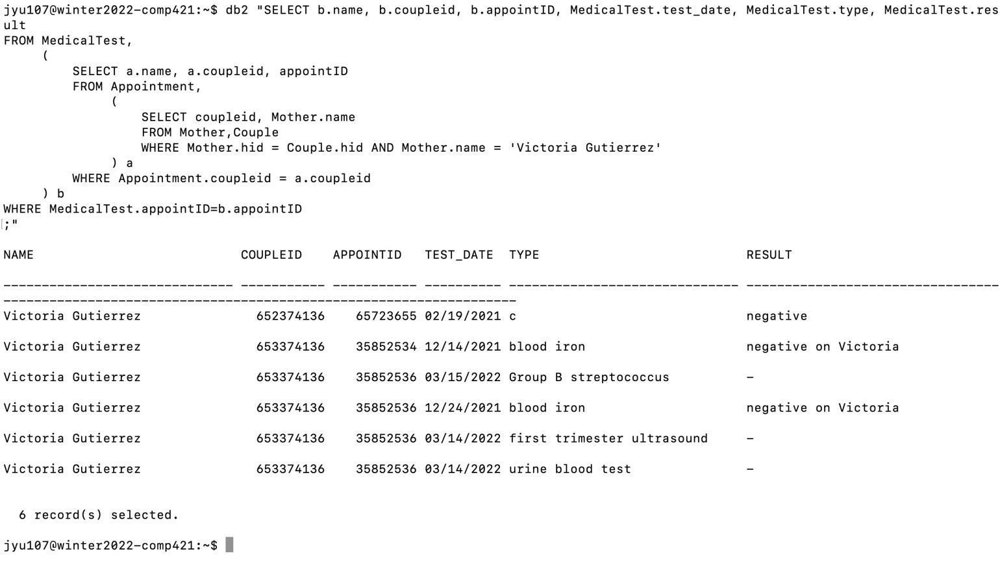 jyu107@winter2022-comp421:~$ db2 "SELECT b.name, b.coupleid, b.appointID, MedicalTest.test_date, MedicalTest.type, MedicalTest.res
ult
FROM MedicalTest,
     (
         SELECT a.name, a.coupleid, appointID
         FROM Appointment,
              (
                  SELECT coupleid, Mother.name
                  FROM Mother,Couple
                  WHERE Mother.hid = Couple.hid AND Mother.name = 'Victoria Gutierrez'
              ) a
         WHERE Appointment.coupleid = a.coupleid
     ) b
WHERE MedicalTest.appointID=b.appointID
[;"
NAME                           COUPLEID    APPOINTID   TEST_DATE  TYPE                           RESULT
------------------------------ ----------- ----------- ---------- ------------------------------ ---------------------------------
-------------------------------------------------------------------
Victoria Gutierrez               652374136    65723655 02/19/2021 c                              negative
Victoria Gutierrez               653374136    35852534 12/14/2021 blood iron                     negative on Victoria
Victoria Gutierrez               653374136    35852536 03/15/2022 Group B streptococcus          -
Victoria Gutierrez               653374136    35852536 12/24/2021 blood iron                     negative on Victoria
Victoria Gutierrez               653374136    35852536 03/14/2022 first trimester ultrasound     -
Victoria Gutierrez               653374136    35852536 03/14/2022 urine blood test               -
  6 record(s) selected.
jyu107@winter2022-comp421:~$